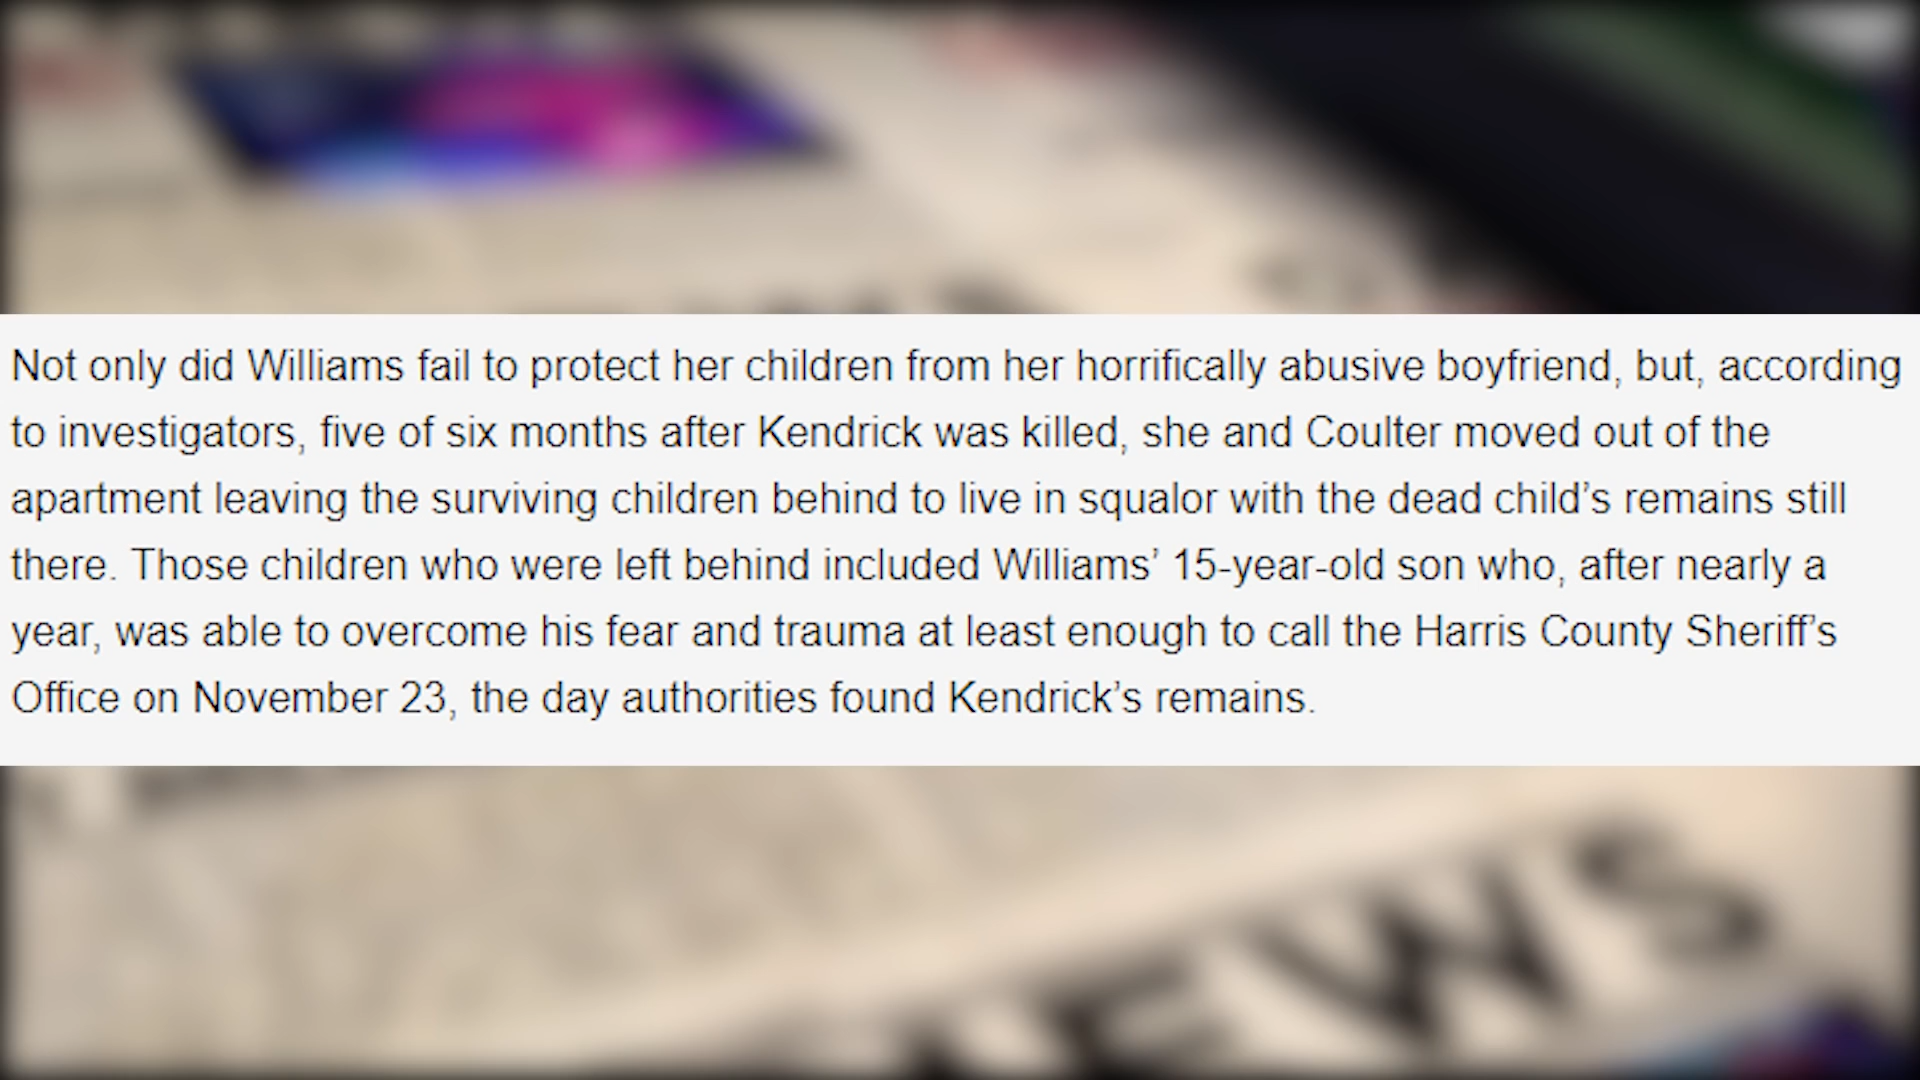 Not only did Williams fail to protect her children from her horrifically abusive boyfriend, but, according
to investigators, five of six months after Kendrick was killed, she and Coulter moved out of the
apartment leaving the surviving children behind to live in squalor with the dead child’s remains still
there. Those children who were left behind included Williams’ 15-year-old son who, after nearly a
year, was able to overcome his fear and trauma at least enough to call the Harris County Sheriff’s
Office on November 23, the day authorities found Kendrick’s remains.
NEWS